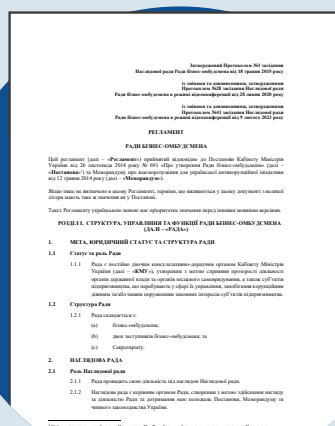 Затверджений Протоколом №1 засідання
Наглядової ради Ради бізнес-омбудсмена від 18 травня 2015 року
із змінами та доповненнями, затвердженими
Протоколом №28 засідання Наглядової ради
Ради бізнес-омбудсмена в режимі відеоконференції від 28 липня 2020 року
із змінами та доповненнями, затвердженими
Протоколом №41 засідання Наглядової ради
Ради бізнес-омбудсмена в режимі відеоконференції від 9 лютого 2023 року
РЕГЛАМЕНТ
РАДИ БІЗНЕС-ОМБУДСМЕНА
Цей регламент (далі – «Регламент») прийнятий відповідно до Постанови Кабінету Міністрів
України від 26 листопада 2014 року № 691 «Про утворення Ради бізнес-омбудсмена» (далі –
«Постанова») та Меморандуму про взаєморозуміння для української антикорупційної ініціативи
від 12 травня 2014 року (далі – «Меморандум»).
Якщо інше не визначено в цьому Регламенті, терміни, що вживаються у цьому документі з великої
літери мають таке ж значення як у Постанові.
Текст Регламенту українською мовою має пріоритетне значення перед іншими мовними версіями.
РОЗДІЛ І. СТРУКТУРА, УПРАВЛІННЯ ТА ФУНКЦІЇ РАДИ БІЗНЕС-ОМБУДСМЕНА
(ДАЛІ – «РАДА»)
1. МЕТА, ЮРИДИЧНИЙ СТАТУС ТА СТРУКТУРА РАДИ
1.1 Статус та роль Ради
1.1.1 Рада є постійно діючим консультативно-дорадчим органом Кабінету Міністрів
України (далі – «КМУ»), утвореним з метою сприяння прозорості діяльності
органів державної влади та органів місцевого самоврядування, а також суб'єктів
підприємництва, що перебувають у сфері їх управління, запобігання корупційним
діянням та/або іншим порушенням законних інтересів суб'єктів підприємництва.
1.2 Структура Ради
1.2.1 Рада складається з:
(a) бізнес-омбудсмена;
(b) двох заступників бізнес-омбудсмена; та
(c) Секретаріату.
2. НАГЛЯДОВА РАДА
2.1 Роль Наглядової ради
2.1.1 Рада провадить свою діяльність під наглядом Наглядової ради.
2.1.2 Наглядова рада є керівним органом Ради, створеним з метою здійснення нагляду
за діяльністю Ради та дотримання нею положень Постанови, Меморандуму та
чинного законодавства України.